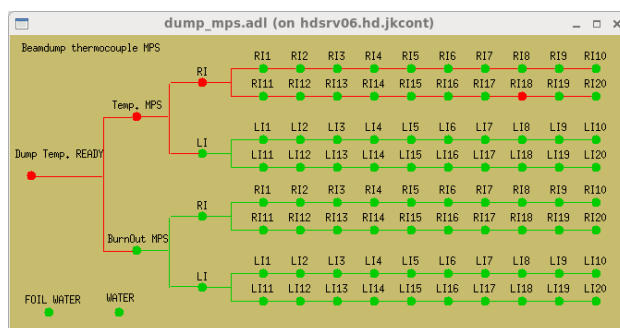 dump_mps.adl (on hdsrv06.hd.jkcont)
Beamdump thermocouple MPS
RI1 RI2 RI3 RI4 RI5 RI6 RI7 RI8 RI9 RI10
RI
RI11 RI12 RI13 RI14 RI15 RI16 RI17 RI18 RI19 RI20
Temp. MPS
LI1 LI2 LI3 LI4 LI5 LI6 LI7 LI8 LI9 LI10
LI
Dump Temp. READY
LI11 LI12 LI13 LI14 LI15 LI16 LI17 LI18 LI19 LI20
RI1 RI2 RI3 RI4 RI5 RI6 RI7 RI8 RI9 RI10
RI
RI11 RI12 RI13 RI14 RI15 RI16 RI17 RI18 RI19 RI20
BurnOut MPS
LI1 LI2 LI3 LI4 LI5 LI6 LI7 LI8 LI9 LI10
LI
LI11 LI12 LI13 LI14 LI15 LI16 LI17 LI18 LI19 LI20
FOIL WATER WATER